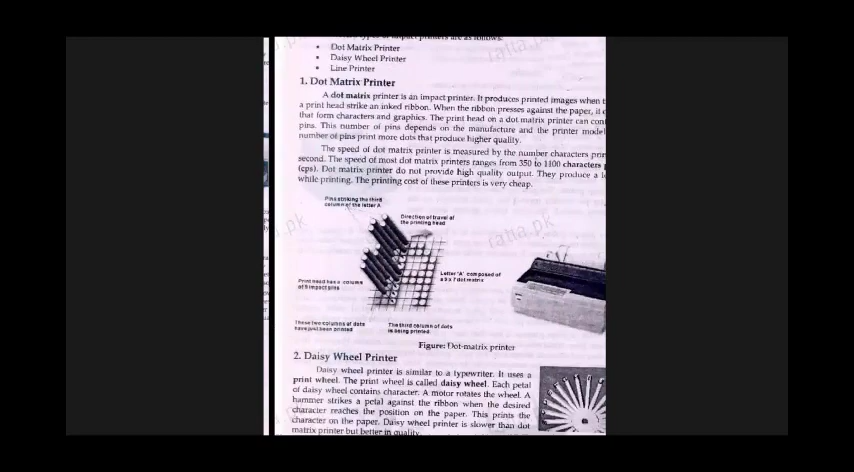 types of impact printers are as follows:
• Dot Matrix Printer
• Daisy Wheel Printer
• Line Printer
1. Dot Matrix Printer
A dot matrix printer is an impact printer. It produces printed images when
a print head strike an inked ribbon. When the ribbon presses against the paper, it
that form characters and graphics. The print head on a dot matrix printer can
pins. This number of pins depends on the manufacture and the printer model
number of pins print more dots that produce higher quality.
The speed of dot matrix printer is measured by the number characters
second. The speed of most dot matrix printers ranges from 350 to 1100 characters
(cps). Dot matrix printer do not provide high quality output. They produce a
while printing. The printing cost of these printers is very cheap.
Pins striking the third
column of the letter A
Direction of travel of
the printing head
Letter 'A' composed of
a 5 x 7 dot matrix
Print head has a column
of 9 impact pins
These two columns of dots
have just been printed
The third column of dots
is being printed
Figure: Dot-matrix printer
2. Daisy Wheel Printer
Daisy wheel printer is similar to a typewriter. It uses a
print wheel. The print wheel is called daisy wheel. Each petal
of daisy wheel contains character. A motor rotates the wheel. A
hammer strikes a petal against the ribbon when the desired
character reaches the position on the paper. This prints the
character on the paper. Daisy wheel printer is slower than dot
matrix printer but better in quality.
ratta.pk
ratta.pk